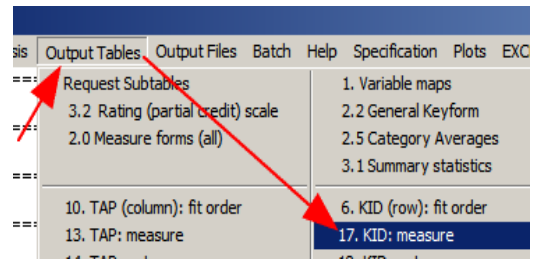 sis Output Tables Output Files Batch Help Specification Plots EXC
Request Subtables 1. Variable maps
3.2 Rating (partial credit) scale 2.2 General Keyform
2.0 Measure forms (all) 2.5 Category Averages
3.1 Summary statistics
10. TAP (column): fit order 6. KID (row): fit order
13. TAP: measure 17. KID: measure